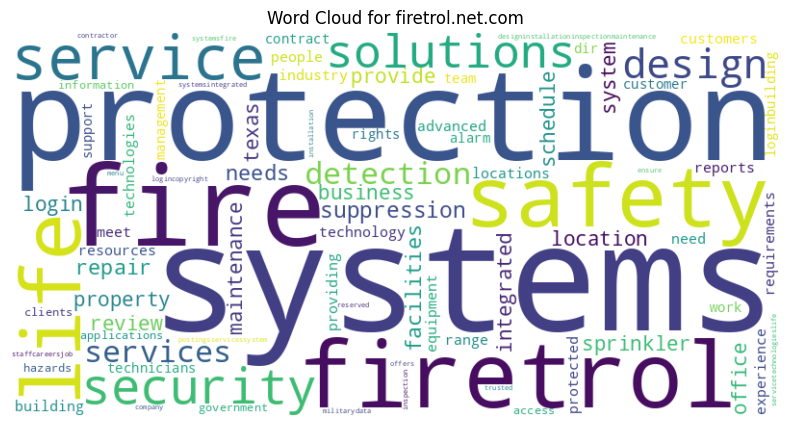 Word Cloud for firetrol.net.com
contractor
systemsfire
contract
designinstallationinspectionmaintenance
service
solutions
people
dir
customers
industry
provide
team
system
design
customer
information
systemsintegrated
management
loginbuilding
protection
support
texas
rights
advanced
alarm
schedule
installation
technologies
needs
detection
locations
reports
ensure
menu
logincopyright
business
fire
safety
login
suppression
meet
technology
location
need
requirements
resources
repair
maintenance
systems
life
property
providing
facilities
equipment
integrated
clients
review
applications
reserved
work
postingsservicessystem
range
sprinkler
staffcareersjob
services
hazards
technicians
offers
firetrol
protected
office
experience
servicetechnologieslife
security
inspection
trusted
building
company
government
militarydata
access